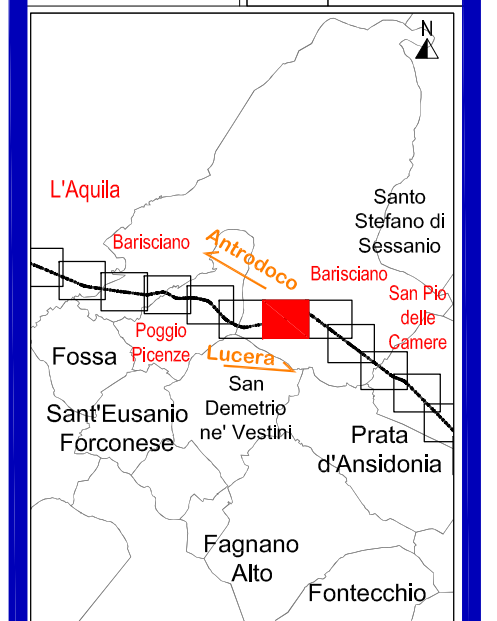 N
L'Aquila
Santo
Stefano di
Sessanio
Barisciano
Antrodoco
Barisciano
San Pio
delle
Camere
Poggio
Picenze
Fossa
Lucera
San
Demetrio
ne' Vestini
Sant'Eusanio
Forconese
Prata
d'Ansidonia
Fagnano
Alto
Fontecchio